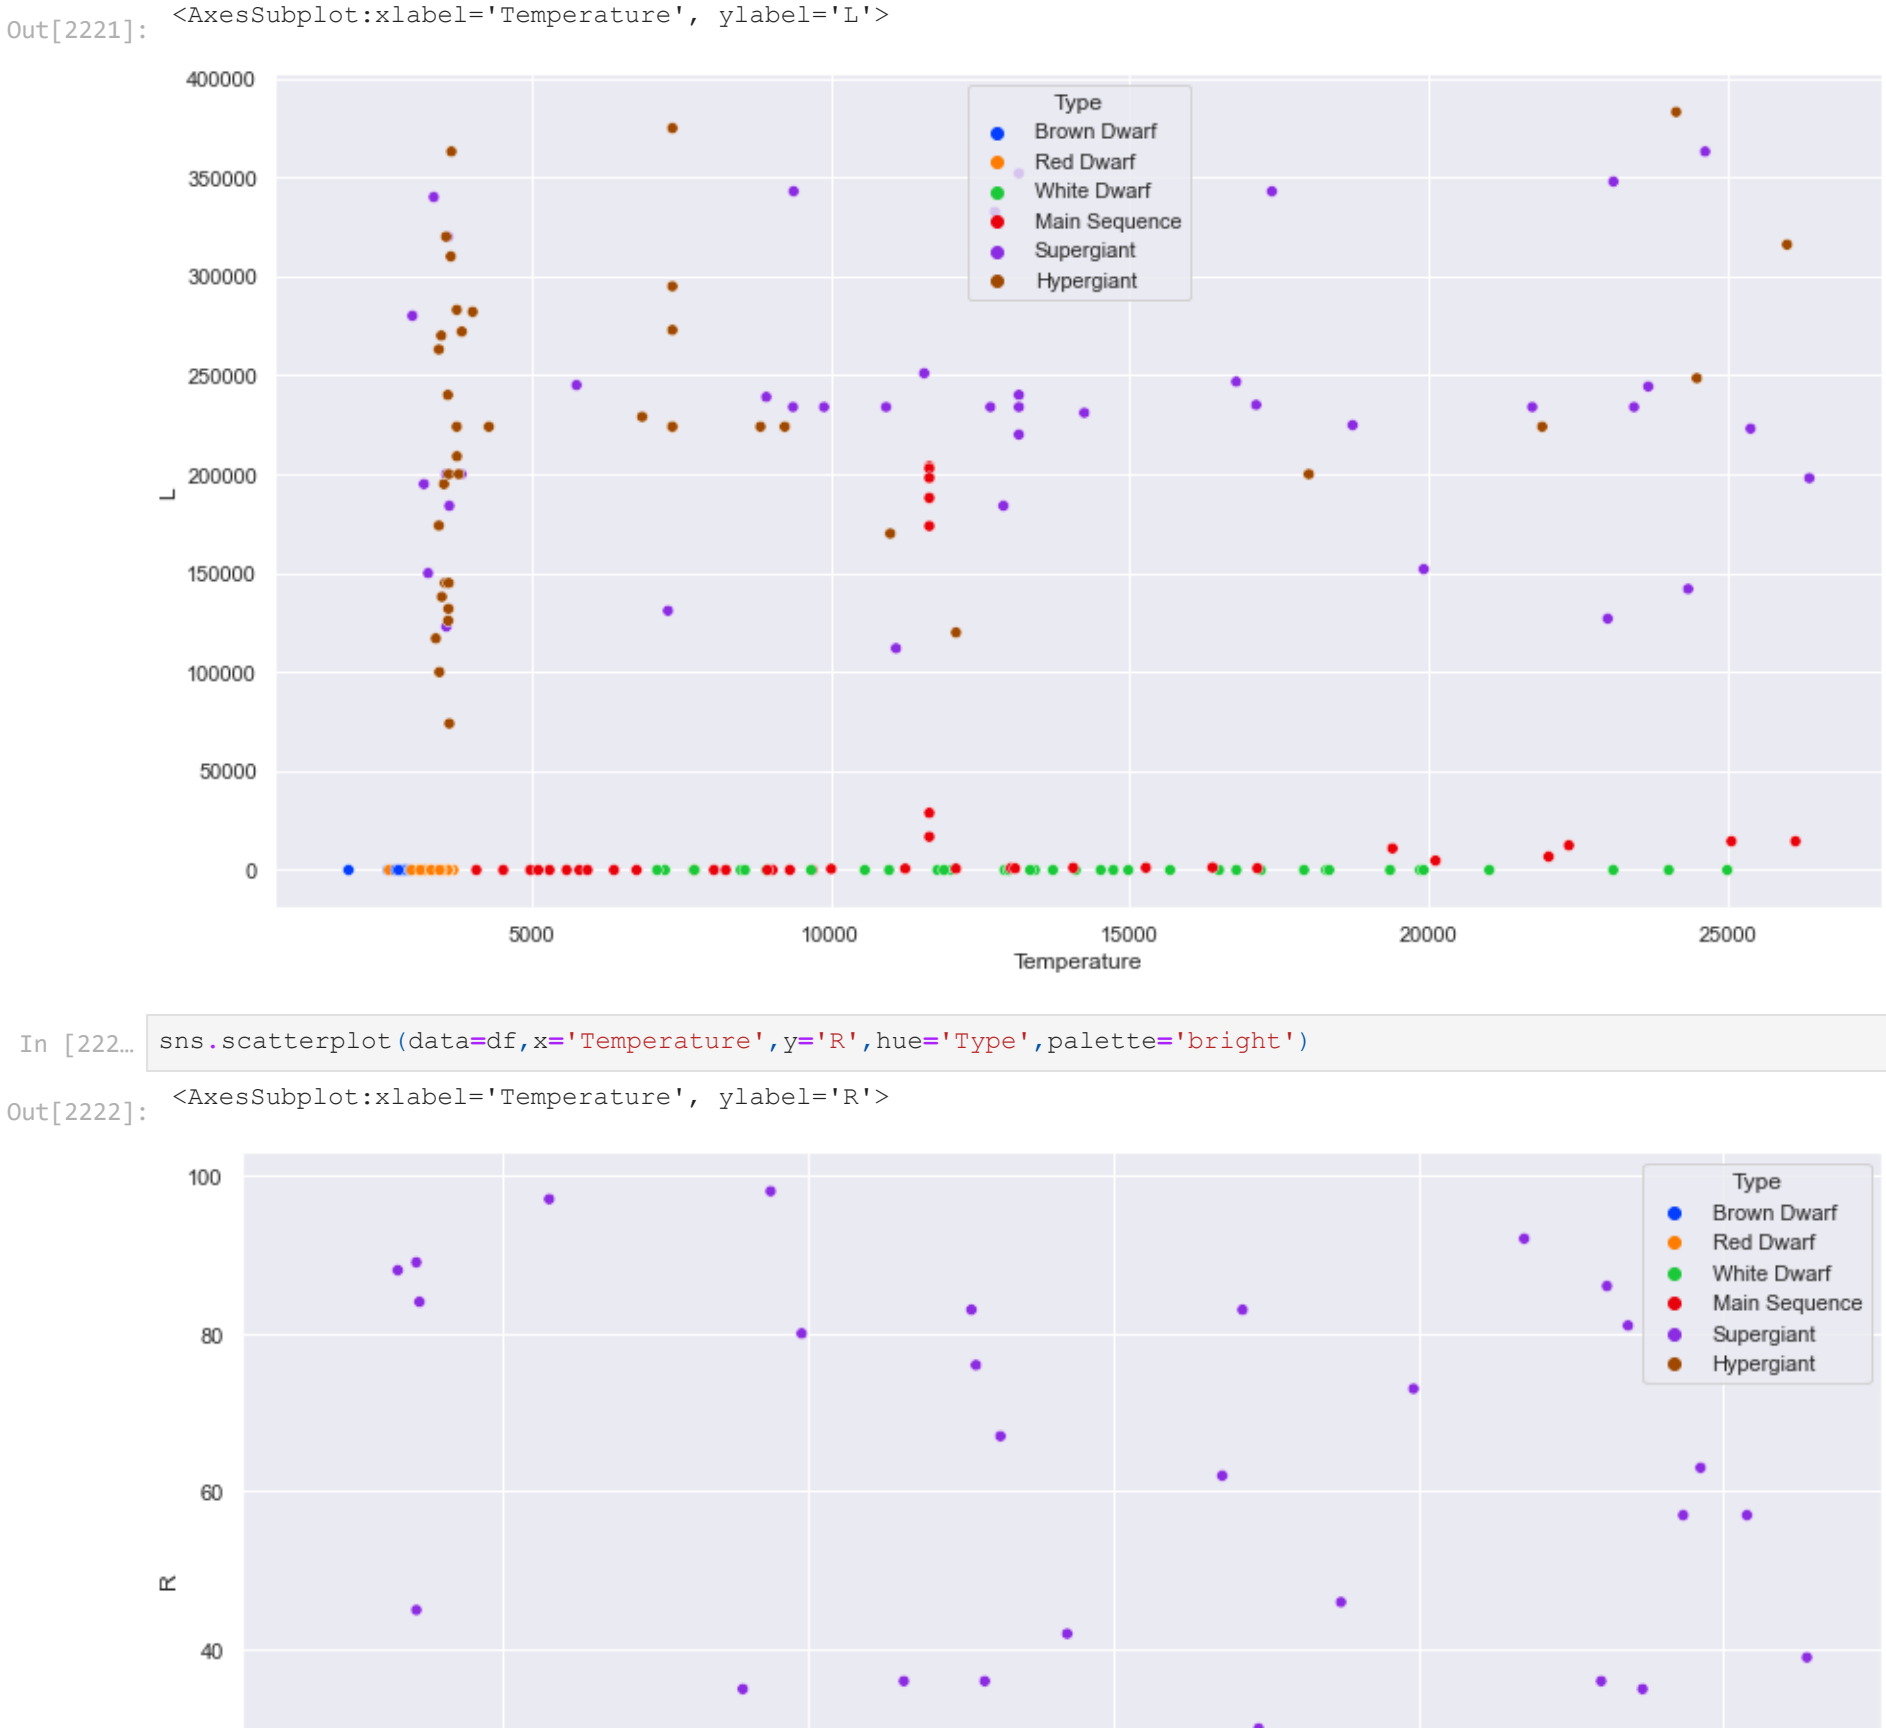 <AxesSubplot:xlabel='Temperature', ylabel='L'>
Out[2221]:
400000
350000
300000
250000
200000
150000
100000
50000
0
L
Type
Brown Dwarf
Red Dwarf
White Dwarf
Main Sequence
Supergiant
Hypergiant
5000 10000 15000 20000 25000
Temperature
In [222…
sns.scatterplot(data=df,x='Temperature',y='R',hue='Type',palette='bright')
<AxesSubplot:xlabel='Temperature', ylabel='R'>
Out[2222]:
100
80
60
40
R
Type
Brown Dwarf
Red Dwarf
White Dwarf
Main Sequence
Supergiant
Hypergiant